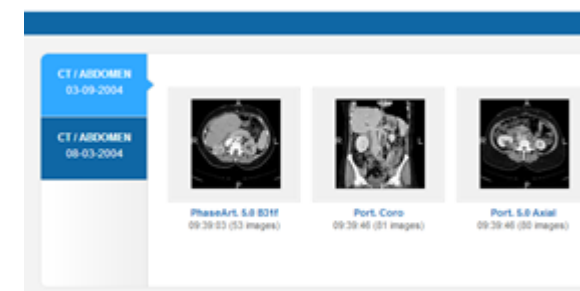 CT / ABDOMEN
03-09-2004
CT / ABDOMEN
08-03-2004
PhaseArt. 5.0 B31f
09:39:03 (53 images)
Port. Coro
09:39:46 (81 images)
Port. 5.0 Axial
09:39:46 (80 images)